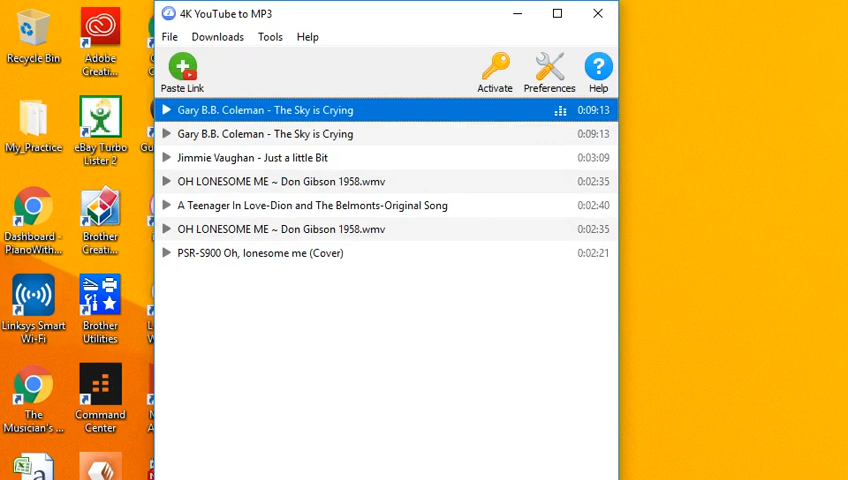 4K YouTube to MP3
File Downloads Tools Help
Paste Link
Activate
Preferences
Help
Gary B.B. Coleman - The Sky is Crying 0:09:13
Gary B.B. Coleman - The Sky is Crying 0:09:13
Jimmie Vaughan - Just a little Bit 0:03:09
OH LONESOME ME ~ Don Gibson 1958.wmv 0:02:35
A Teenager In Love-Dion and The Belmonts-Original Song 0:02:40
OH LONESOME ME ~ Don Gibson 1958.wmv 0:02:35
PSR-S900 Oh, lonesome me (Cover) 0:02:21
Recycle Bin
Adobe
Creati...
My_Practice
eBay Turbo
Lister 2
Dashboard -
PianoWith...
Brother
Creati...
Linksys Smart
Wi-Fi
Brother
Utilities
The
Musician's ...
Command
Center